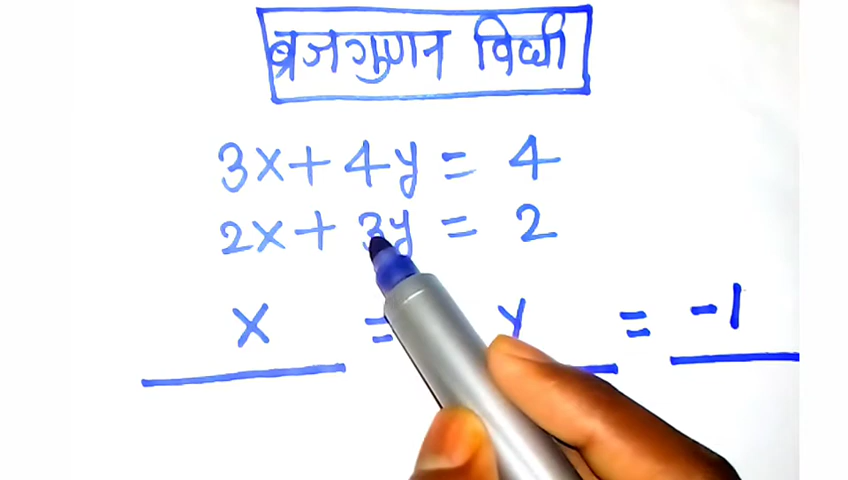 ब्रजगुणन विधी
3x + 4y = 4
2x + 3y = 2
x = y = -1